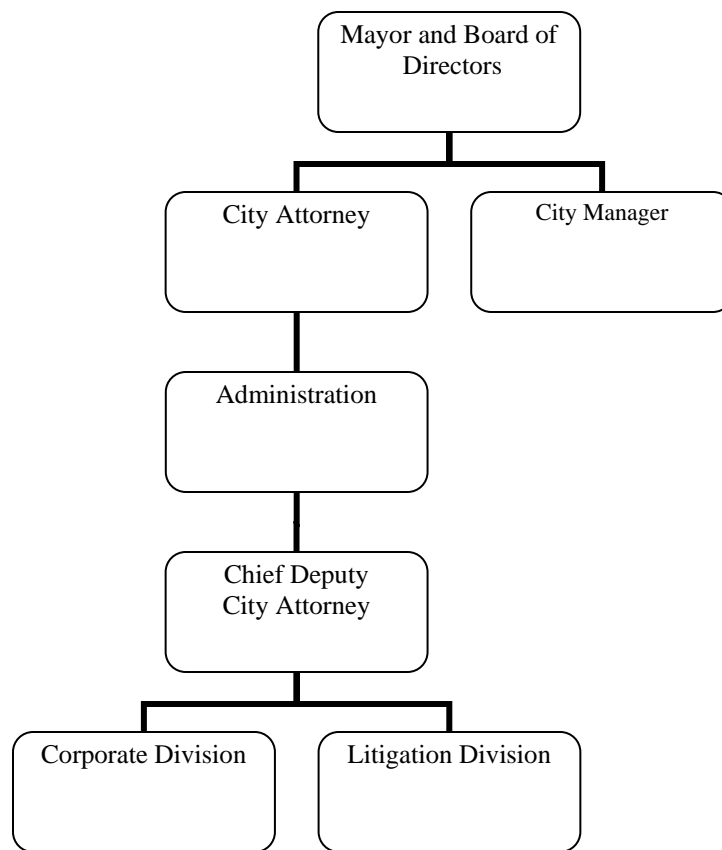 Mayor and Board of
Directors
City Attorney
City Manager
Administration
Chief Deputy
City Attorney
Corporate Division
Litigation Division